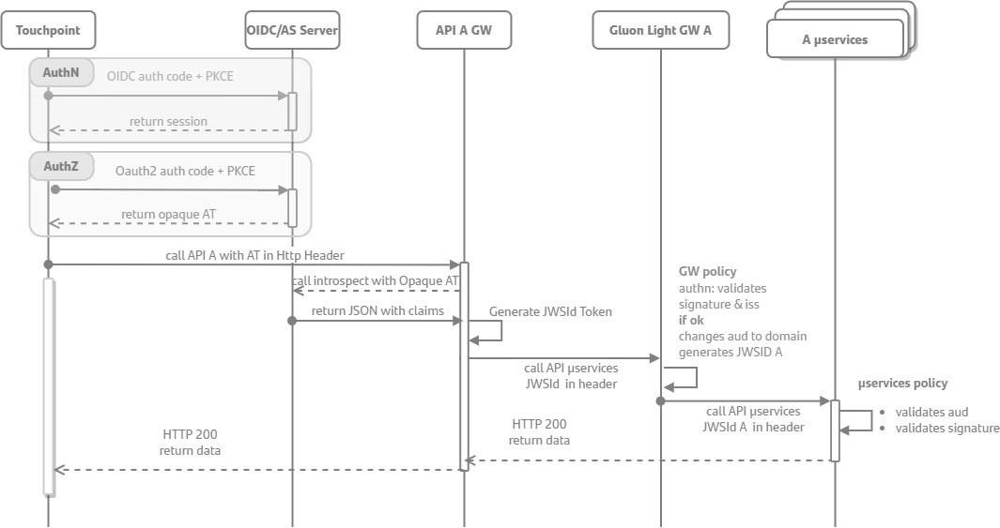 Touchpoint
OIDC/AS Server
API A GW
Gluon Light GW A
A µservices
AuthN
OIDC auth code + PKCE
return session
AuthZ
Oauth2 auth code + PKCE
return opaque AT
call API A with AT in Http Header
call introspect with Opaque AT
return JSON with claims
Generate JWSId Token
GW policy
authn: validates
signature & iss
if ok
changes aud to domain
generates JWSID A
call API µservices
JWSId in header
µservices policy
call API µservices
JWSId A in header
• validates aud
• validates signature
HTTP 200
return data
HTTP 200
return data